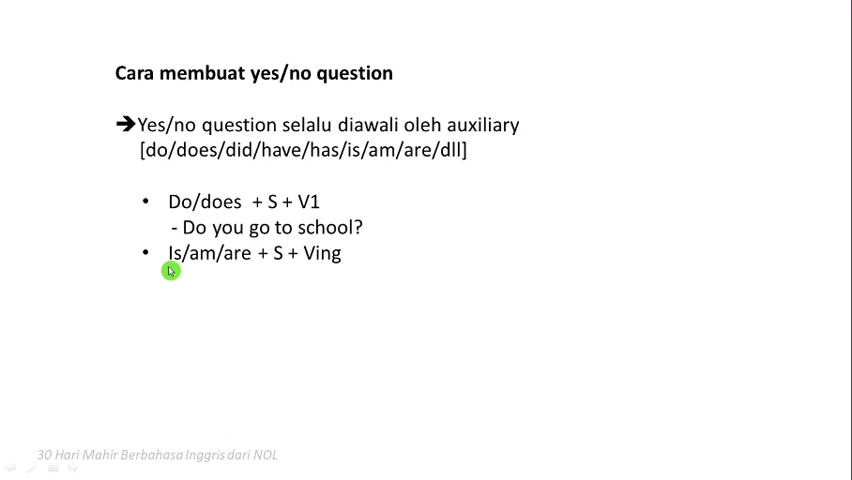 Cara membuat yes/no question
➔Yes/no question selalu diawali oleh auxiliary
[do/does/did/have/has/is/am/are/dll]
• Do/does + S + V1
- Do you go to school?
• Is/am/are + S + Ving
30 Hari Mahir Berbahasa Inggris dari NOL